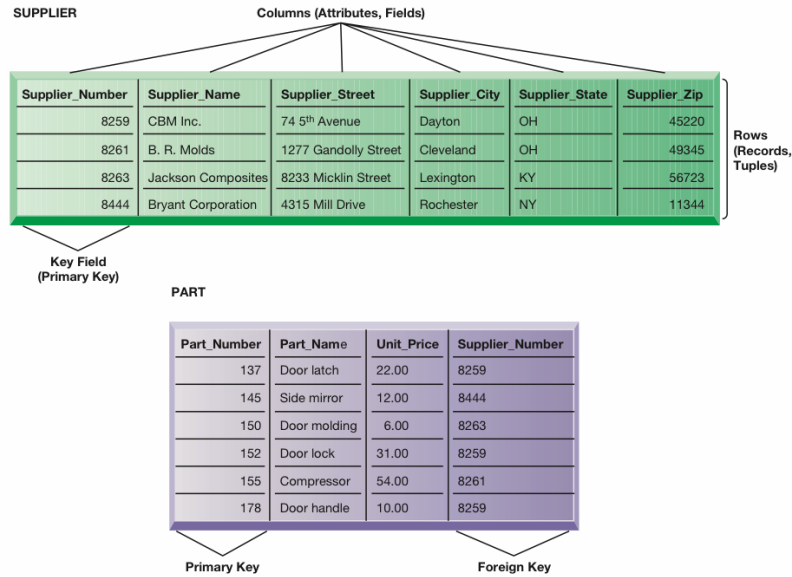 SUPPLIER
Columns (Attributes, Fields)
Supplier_Number Supplier_Name Supplier_Street Supplier_City Supplier_State Supplier_Zip
8259 CBM Inc. 74 5th Avenue Dayton OH 45220
8261 B. R. Molds 1277 Gandolly Street Cleveland OH 49345
8263 Jackson Composites 8233 Micklin Street Lexington KY 56723
8444 Bryant Corporation 4315 Mill Drive Rochester NY 11344
Rows
(Records,
Tuples)
Key Field
(Primary Key)
PART
Part_Number Part_Name Unit_Price Supplier_Number
137 Door latch 22.00 8259
145 Side mirror 12.00 8444
150 Door molding 6.00 8263
152 Door lock 31.00 8259
155 Compressor 54.00 8261
178 Door handle 10.00 8259
Primary Key
Foreign Key